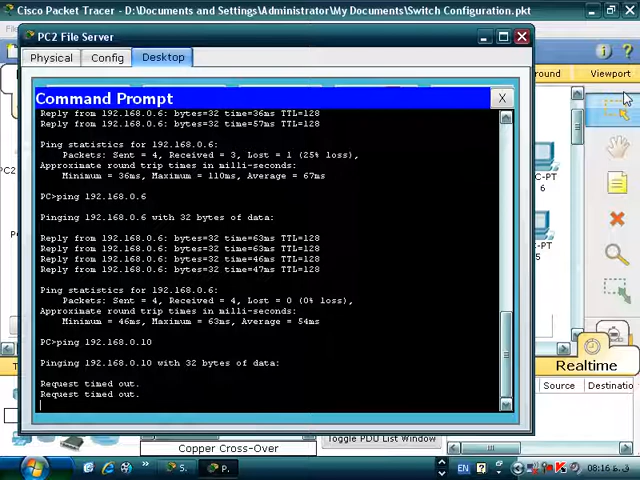 Cisco Packet Tracer - D:\Documents and Settings\Administrator\My Documents\Switch Configuration.pkt
PC2 File Server
Physical
Config
Desktop
ound
Viewport
Command Prompt
X
Reply from 192.168.0.6: bytes=32 time=36ms TTL=128
Reply from 192.168.0.6: bytes=32 time=57ms TTL=128
Ping statistics for 192.168.0.6:
Packets: Sent = 4, Received = 3, Lost = 1 (25% loss),
Approximate round trip times in milli-seconds:
Minimum = 36ms, Maximum = 110ms, Average = 67ms
PC>ping 192.168.0.6
Pinging 192.168.0.6 with 32 bytes of data:
Reply from 192.168.0.6: bytes=32 time=63ms TTL=128
Reply from 192.168.0.6: bytes=32 time=63ms TTL=128
Reply from 192.168.0.6: bytes=32 time=46ms TTL=128
Reply from 192.168.0.6: bytes=32 time=47ms TTL=128
Ping statistics for 192.168.0.6:
Packets: Sent = 4, Received = 4, Lost = 0 (0% loss),
Approximate round trip times in milli-seconds:
Minimum = 46ms, Maximum = 63ms, Average = 54ms
PC>ping 192.168.0.10
Pinging 192.168.0.10 with 32 bytes of data:
Request timed out.
Request timed out.
PC
C-PT
6
C-PT
5
Realtime
Source
Destinatio
Copper Cross-Over
Toggle PDU List Window
S.
P.
EN
08:16 ق.ظ